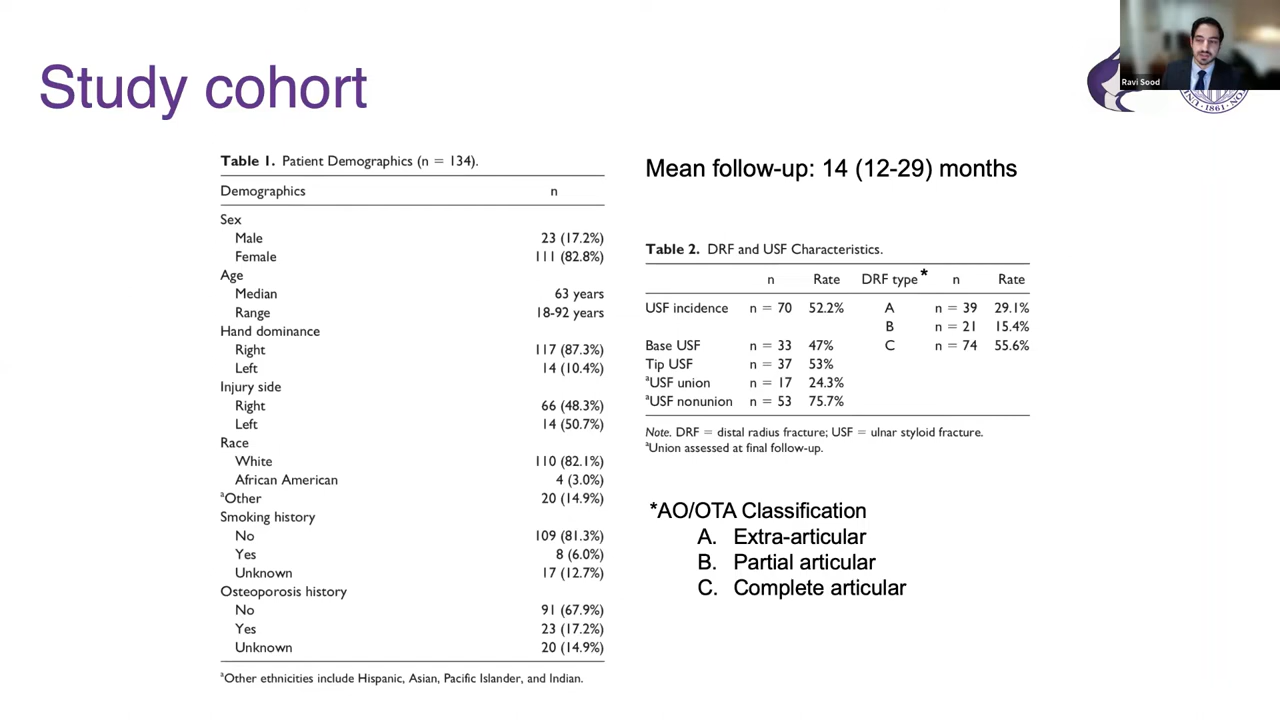 Study cohort
Ravi Sood
·1861·
Table 1. Patient Demographics (n = 134).
Demographics n
Sex
Male 23 (17.2%)
Female 111 (82.8%)
Age
Median 63 years
Range 18-92 years
Hand dominance
Right 117 (87.3%)
Left 14 (10.4%)
Injury side
Right 66 (48.3%)
Left 14 (50.7%)
Race
White 110 (82.1%)
African American 4 (3.0%)
ᵃOther 20 (14.9%)
Smoking history
No 109 (81.3%)
Yes 8 (6.0%)
Unknown 17 (12.7%)
Osteoporosis history
No 91 (67.9%)
Yes 23 (17.2%)
Unknown 20 (14.9%)
ᵃOther ethnicities include Hispanic, Asian, Pacific Islander, and Indian.
Mean follow-up: 14 (12-29) months
Table 2. DRF and USF Characteristics.
n Rate DRF type* n Rate
USF incidence n = 70 52.2% A n = 39 29.1%
B n = 21 15.4%
Base USF n = 33 47% C n = 74 55.6%
Tip USF n = 37 53%
ᵃUSF union n = 17 24.3%
ᵃUSF nonunion n = 53 75.7%
Note. DRF = distal radius fracture; USF = ulnar styloid fracture.
ᵃUnion assessed at final follow-up.
*AO/OTA Classification
A. Extra-articular
B. Partial articular
C. Complete articular